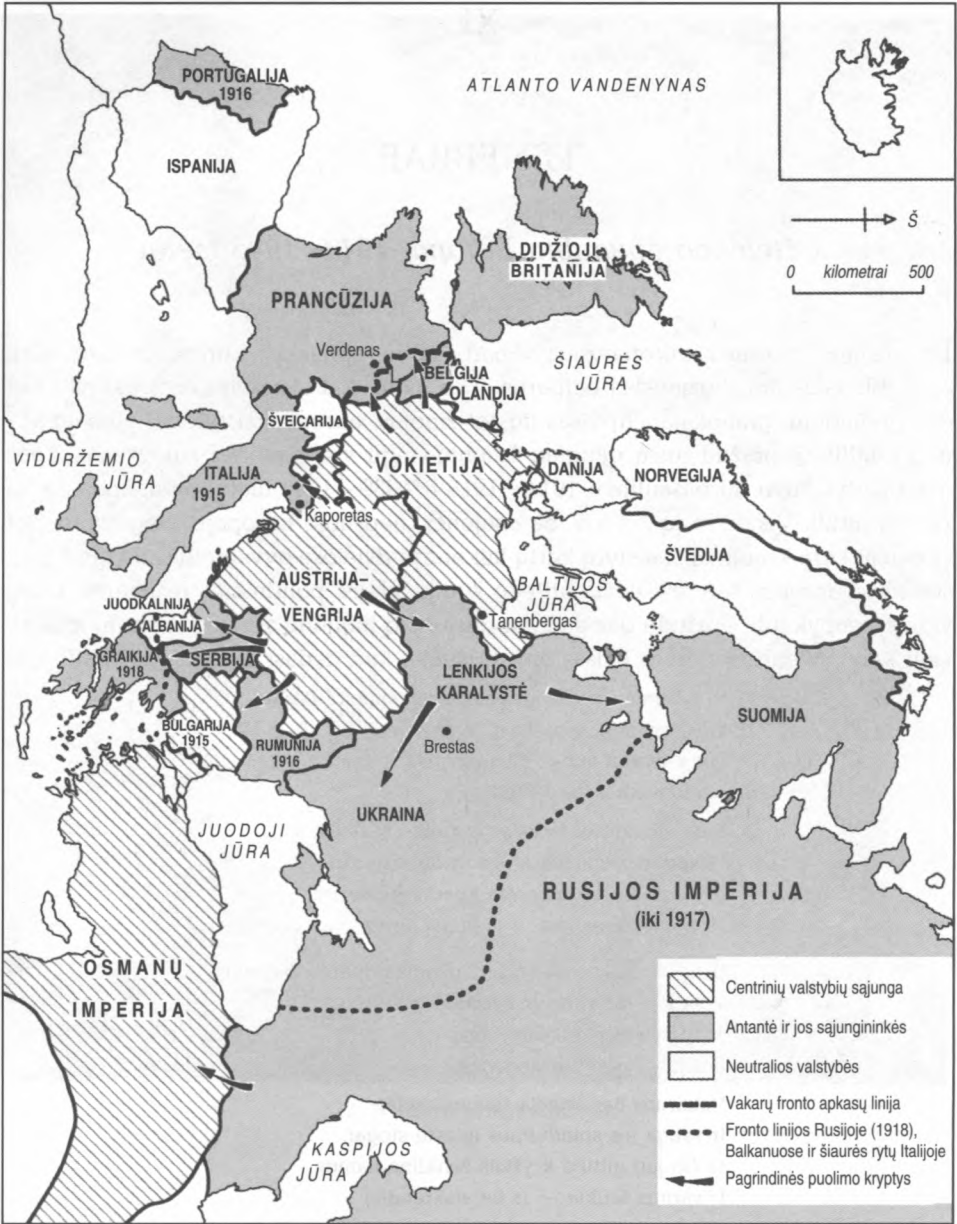 PORTUGALIJA
1916
ATLANTO VANDENYNAS
ISPANIJA
Š
0 kilometrai 500
DIDŽIOJI
BRITANIJA
PRANCŪZIJA
Verdenas
BELGIJA
OLANDIJA
ŠIAURĖS
JŪRA
ŠVEICARIJA
VIDURŽEMIO
JŪRA
ITALIJA
1915
VOKIETIJA
DANIJA
NORVEGIJA
Kaporetas
ŠVEDIJA
AUSTRIJA–
VENGRIJA
BALTIJOS
JŪRA
Tanenbergas
JUODKALNIJA
ALBANIJA
GRAIKIJA
1918
SERBIJA
LENKIJOS
KARALYSTĖ
SUOMIJA
BULGARIJA
1915
RUMUNIJA
1916
Brestas
UKRAINA
JUODOJI
JŪRA
RUSIJOS IMPERIJA
(iki 1917)
OSMANŲ
IMPERIJA
KASPIJOS
JŪRA
Centrinių valstybių sąjunga
Antantė ir jos sąjungininkės
Neutralios valstybės
Vakarų fronto apkasų linija
Fronto linijos Rusijoje (1918),
Balkanuose ir šiaurės rytų Italijoje
Pagrindinės puolimo kryptys